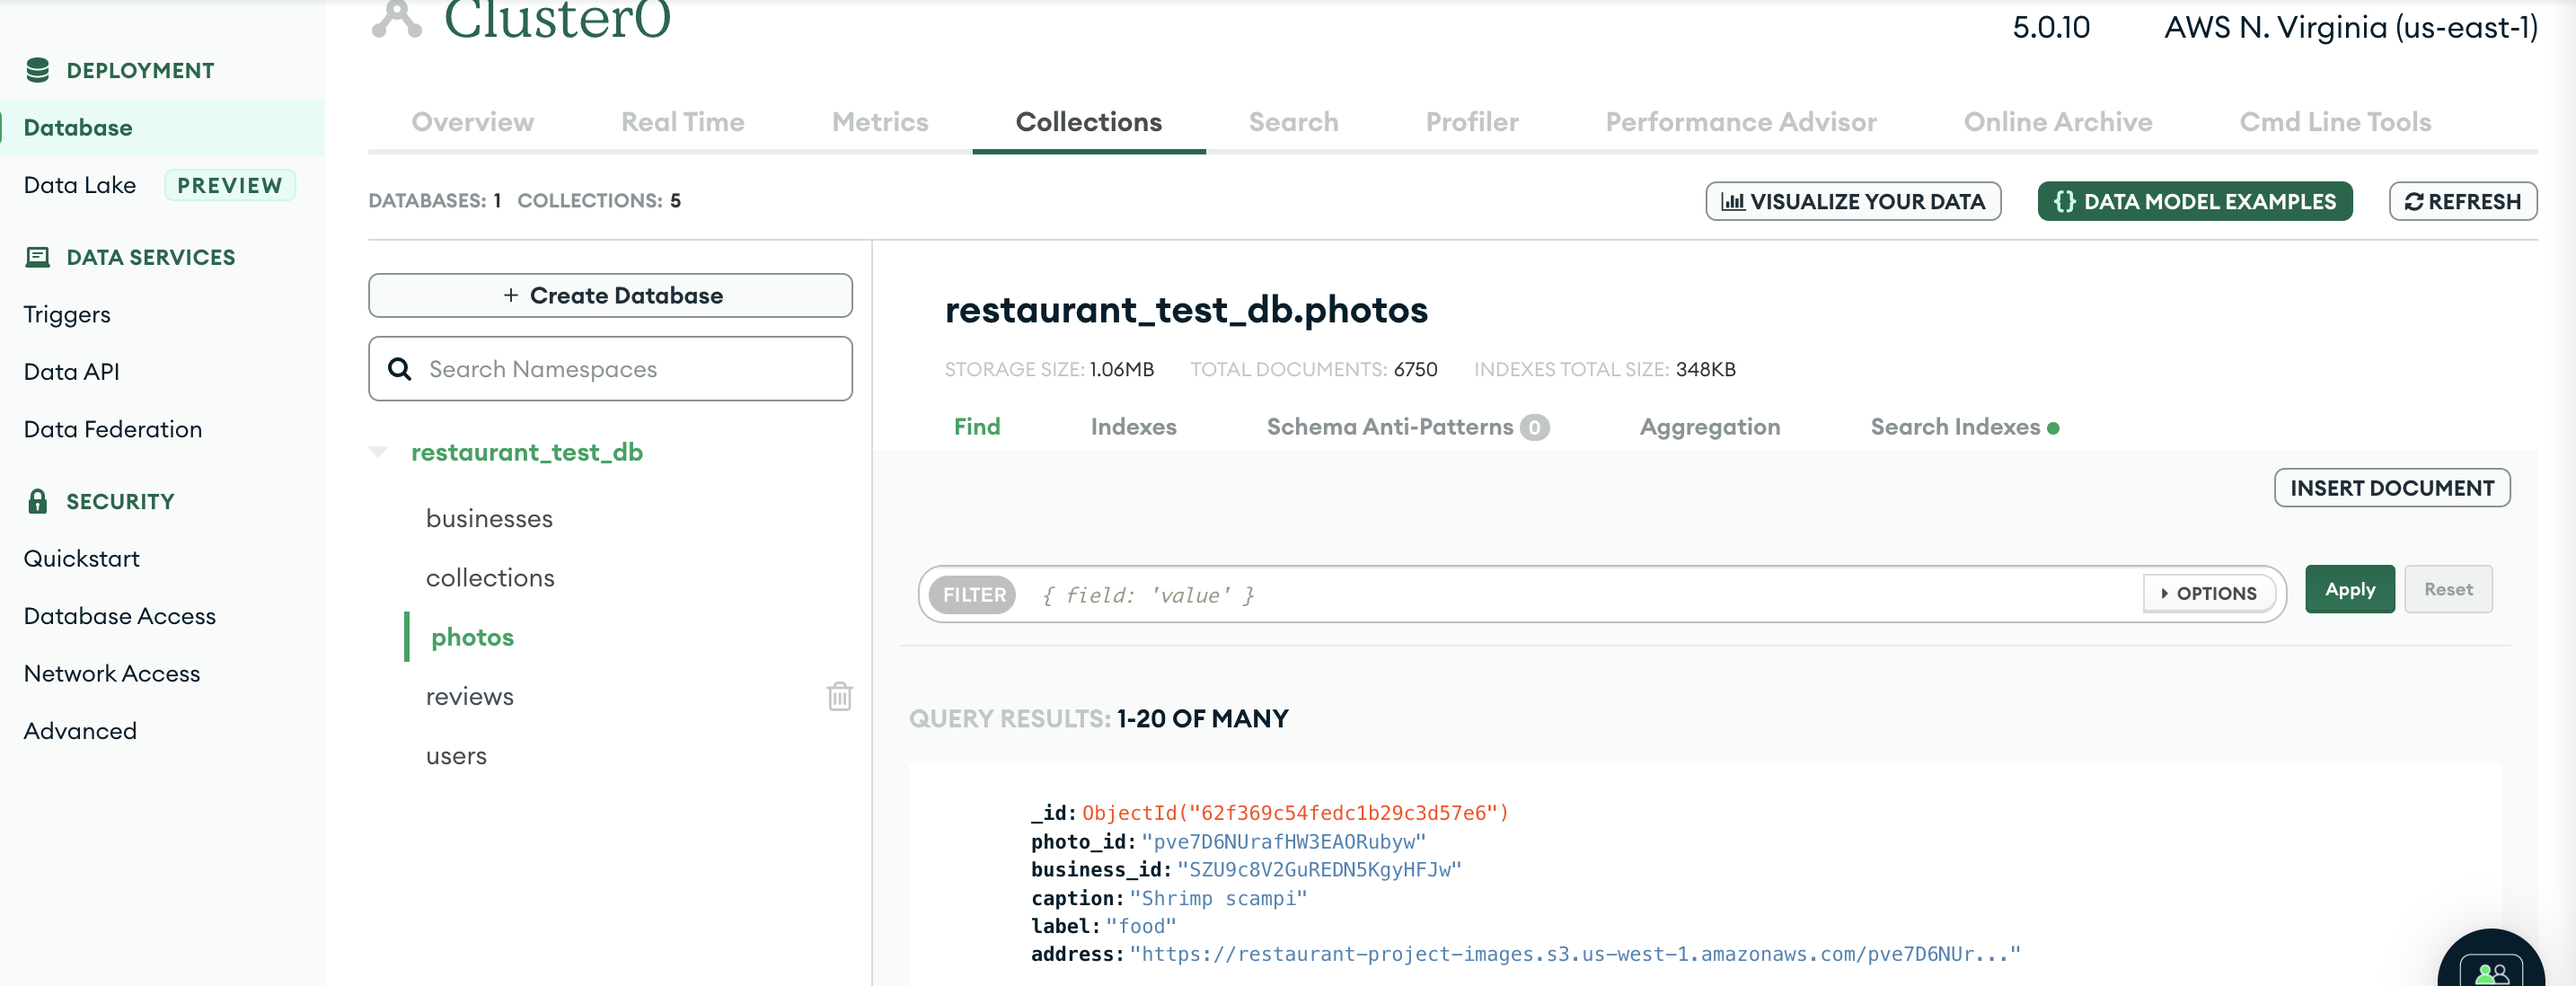 Cluster0
5.0.10
AWS N. Virginia (us-east-1)
DEPLOYMENT
Database
Data Lake PREVIEW
DATA SERVICES
Triggers
Data API
Data Federation
SECURITY
Quickstart
Database Access
Network Access
Advanced
Overview Real Time Metrics Collections Search Profiler Performance Advisor Online Archive Cmd Line Tools
DATABASES: 1 COLLECTIONS: 5
VISUALIZE YOUR DATA
{} DATA MODEL EXAMPLES
REFRESH
+ Create Database
Search Namespaces
restaurant_test_db
businesses
collections
photos
reviews
users
restaurant_test_db.photos
STORAGE SIZE: 1.06MB TOTAL DOCUMENTS: 6750 INDEXES TOTAL SIZE: 348KB
Find Indexes Schema Anti-Patterns 0 Aggregation Search Indexes
INSERT DOCUMENT
FILTER { field: 'value' } OPTIONS Apply Reset
QUERY RESULTS: 1-20 OF MANY
_id: ObjectId("62f369c54fedc1b29c3d57e6")
photo_id: "pve7D6NUrafHW3EAORubyw"
business_id: "SZU9c8V2GuREDN5KgyHFJw"
caption: "Shrimp scampi"
label: "food"
address: "https://restaurant-project-images.s3.us-west-1.amazonaws.com/pve7D6NUr..."